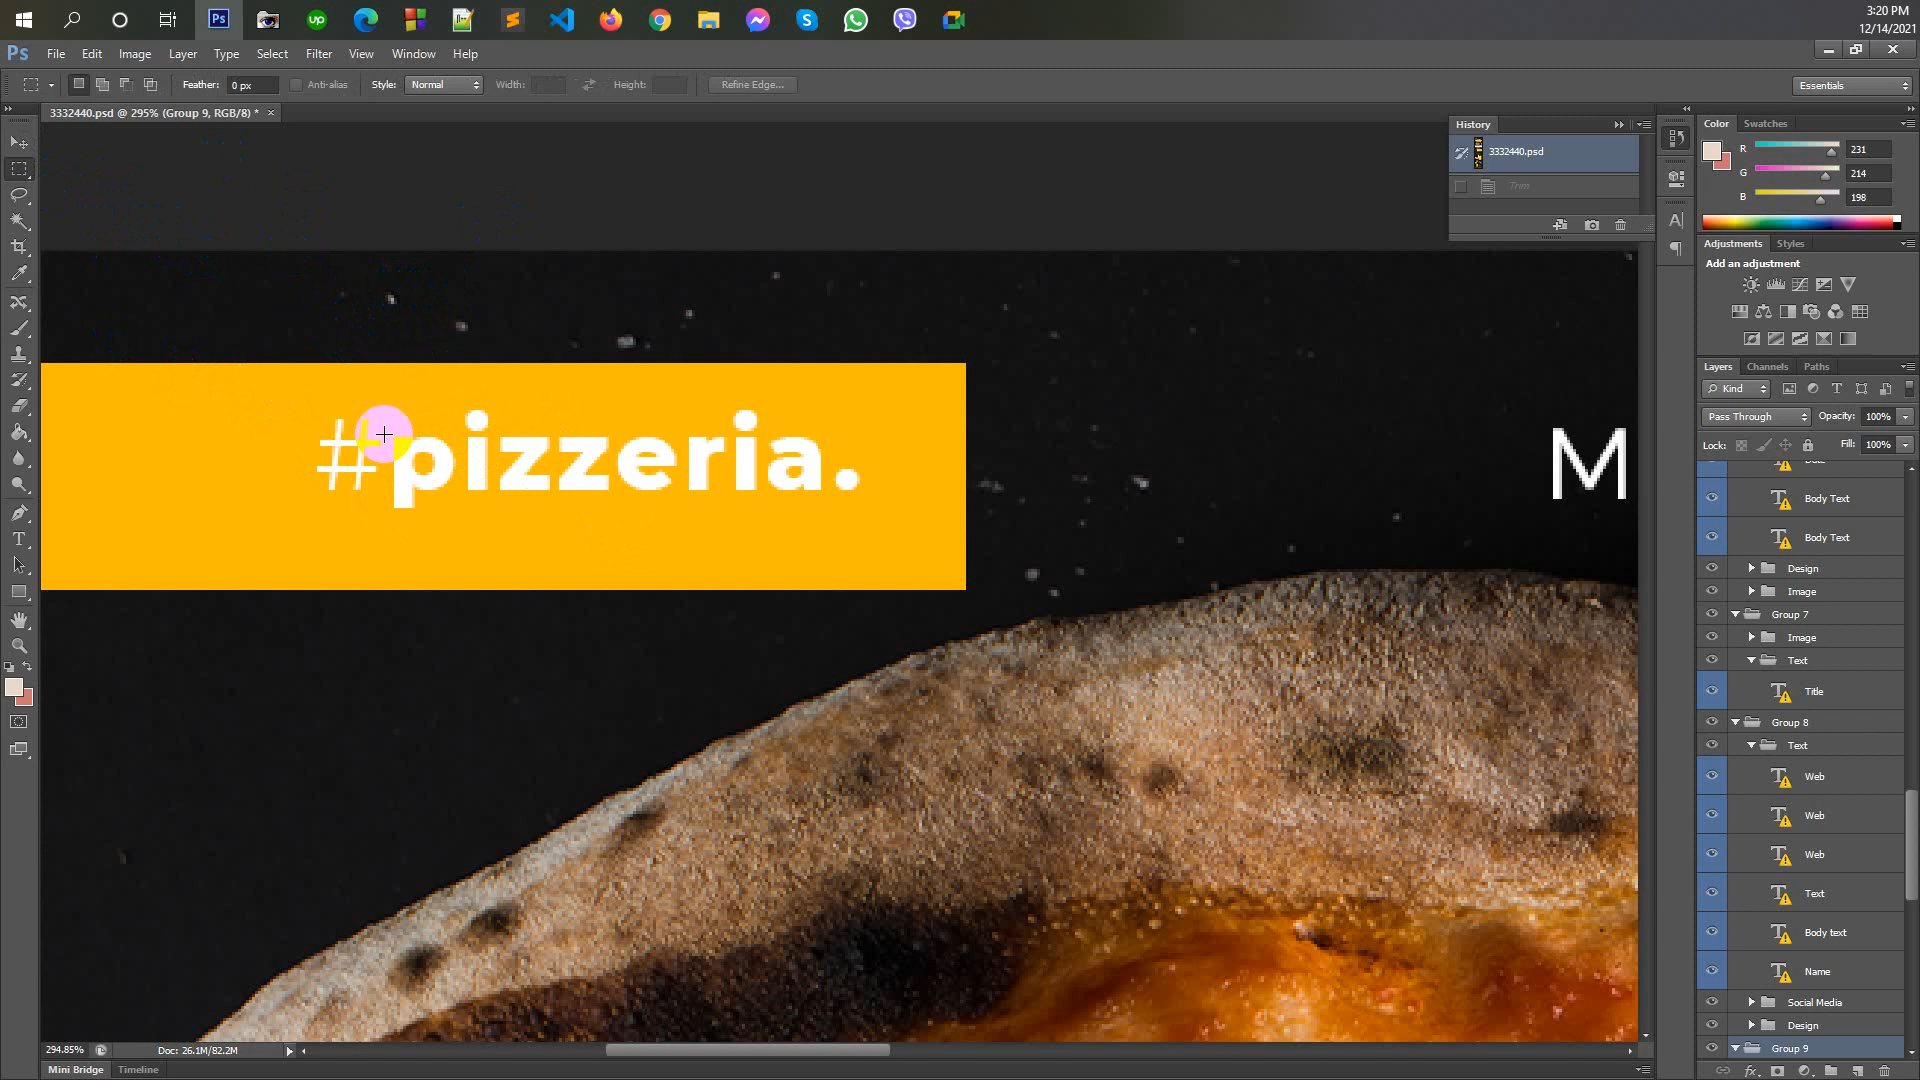 Ps
up
3:20 PM
12/14/2021
Ps File Edit Image Layer Type Select Filter View Window Help
Feather: 0 px Anti-alias Style: Normal Width: Height: Refine Edge... Essentials
3332440.psd @ 295% (Group 9, RGB/8) * ×
History
3332440.psd
Trim
Color Swatches
R 231
G 214
B 198
Adjustments Styles
Add an adjustment
Layers Channels Paths
Kind
Pass Through Opacity: 100%
Lock: Fill: 100%
Body Text
Body Text
Design
Image
Group 7
Image
Text
Title
Group 8
Text
Web
Web
Web
Text
Body text
Name
Social Media
Design
Group 9
#pizzeria.
M
294.85% Doc: 26.1M/82.2M
Mini Bridge Timeline